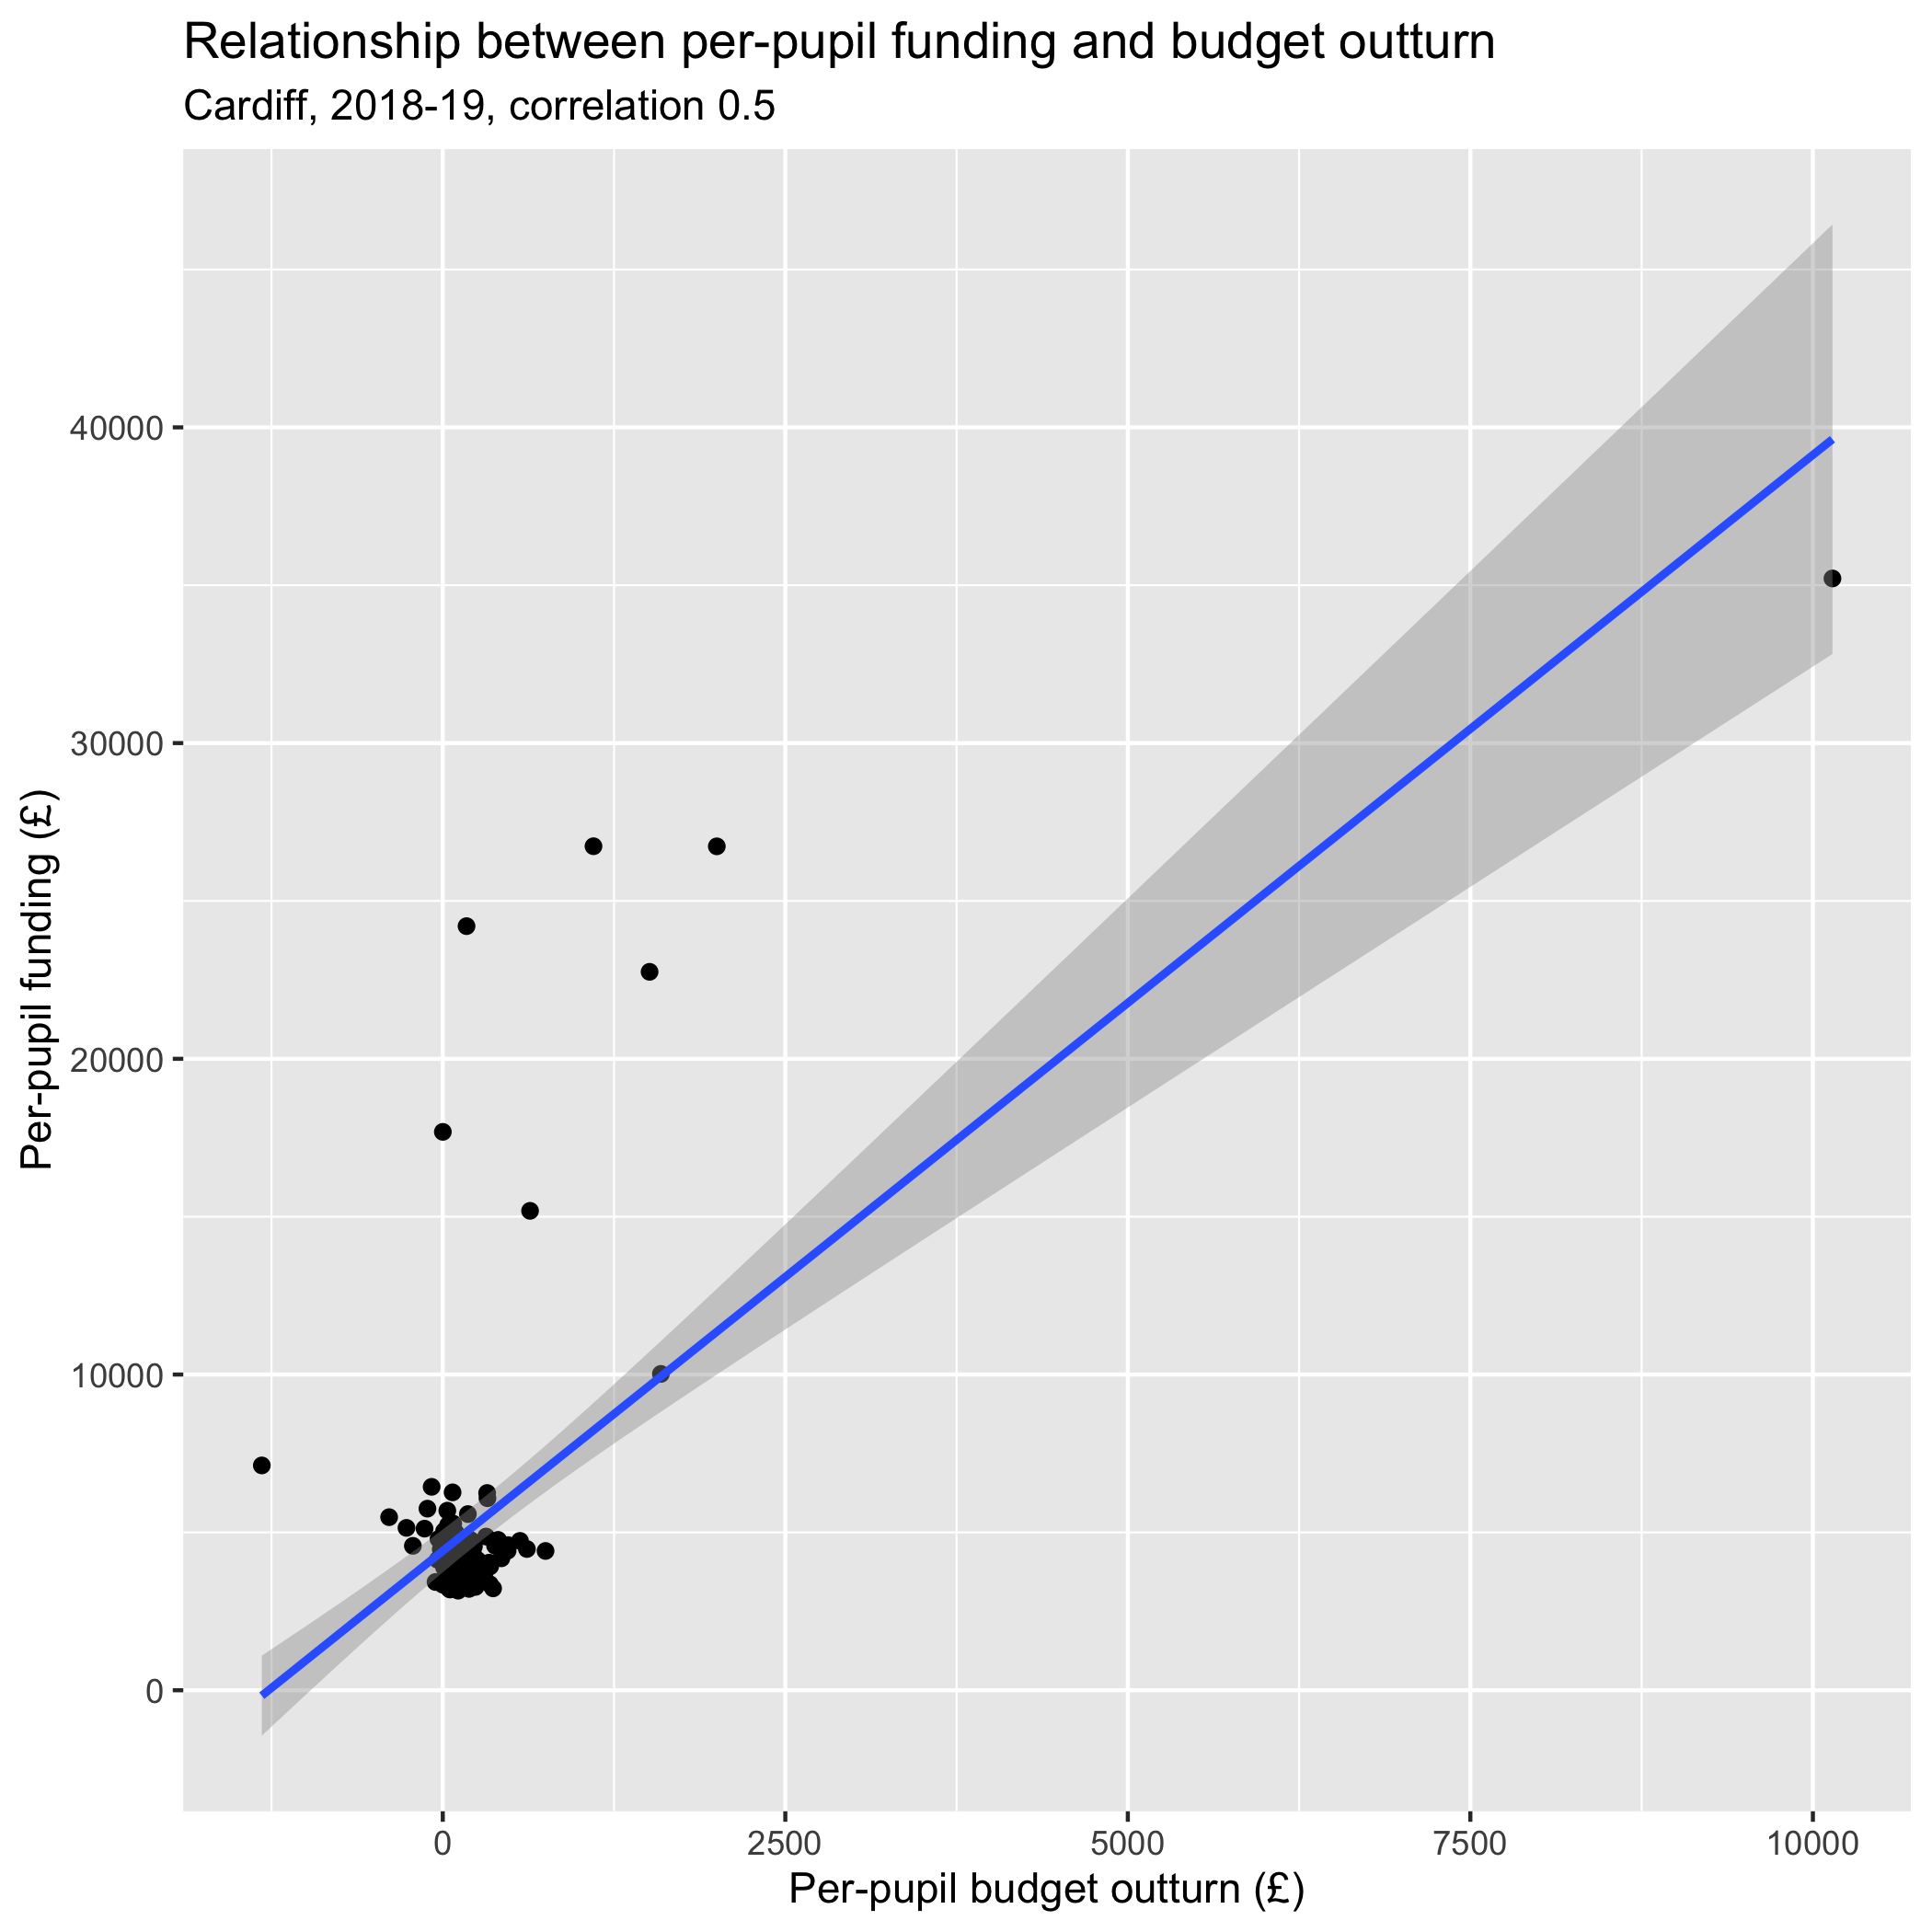 Relationship between per-pupil funding and budget outturn
Cardiff, 2018-19, correlation 0.5
40000
30000
20000
10000
0
Per-pupil funding (£)
0
2500
5000
7500
10000
Per-pupil budget outturn (£)